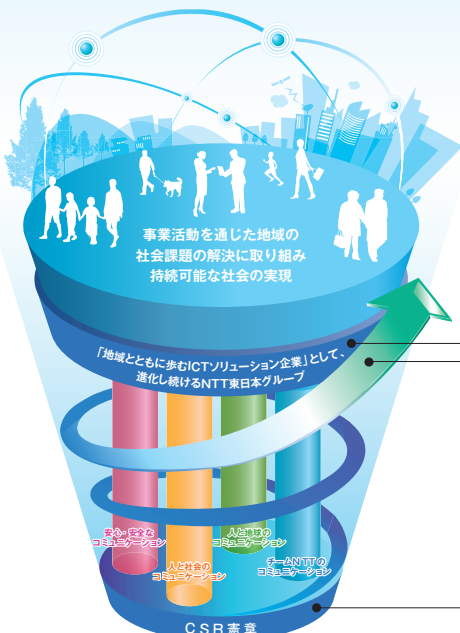 事業活動を通じた地域の
社会課題の解決に取り組み
持続可能な社会の実現
「地域とともに歩むICTソリューション企業」として、
進化し続けるNTT東日本グループ
安心・安全な
コミュニケーション
人と地球の
コミュニケーション
人と社会の
コミュニケーション
チームNTTの
コミュニケーション
CSR憲章